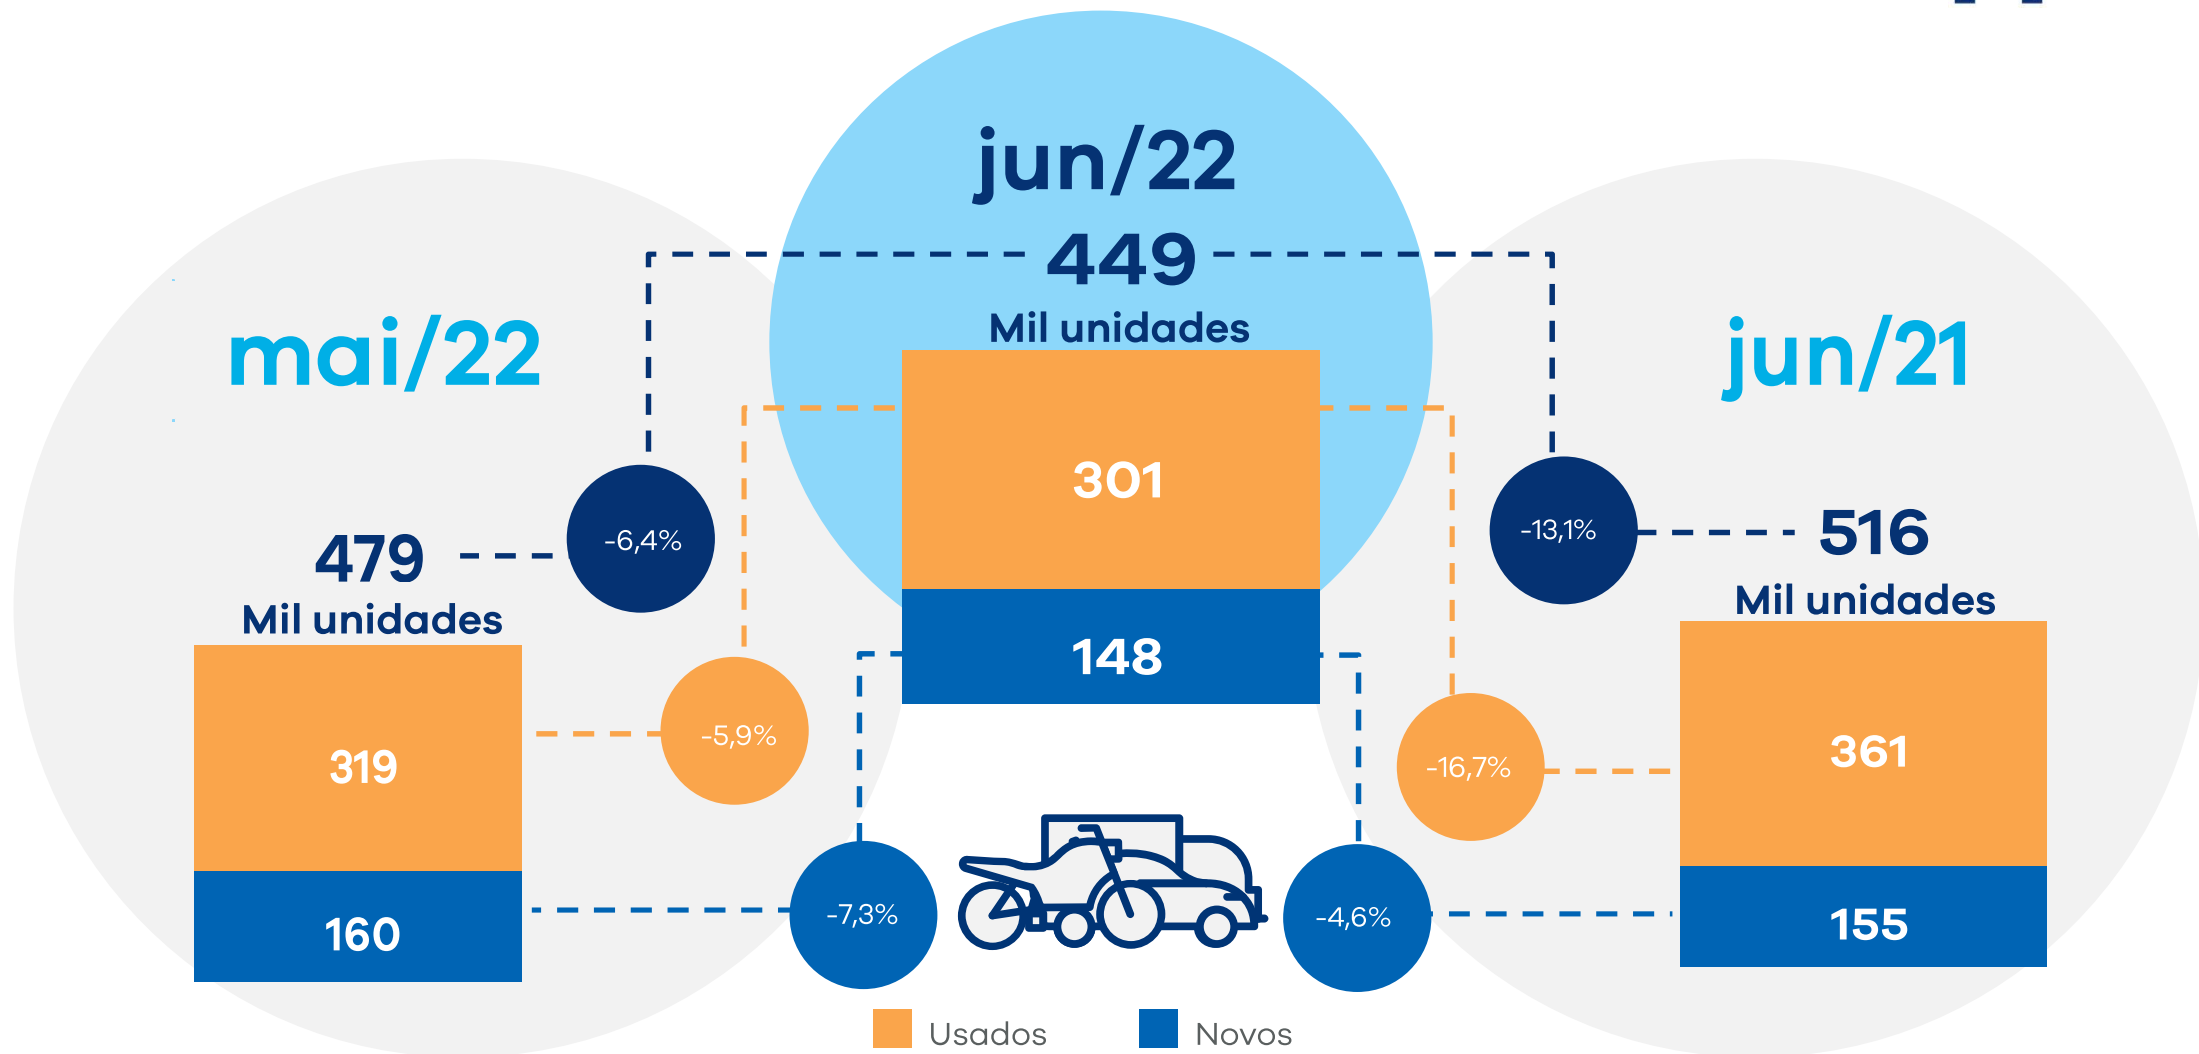 jun/22
449
Mil unidades
301
148
mai/22
479
Mil unidades
319
160
-6,4%
-5,9%
-7,3%
jun/21
516
Mil unidades
361
155
-13,1%
-16,7%
-4,6%
Usados
Novos